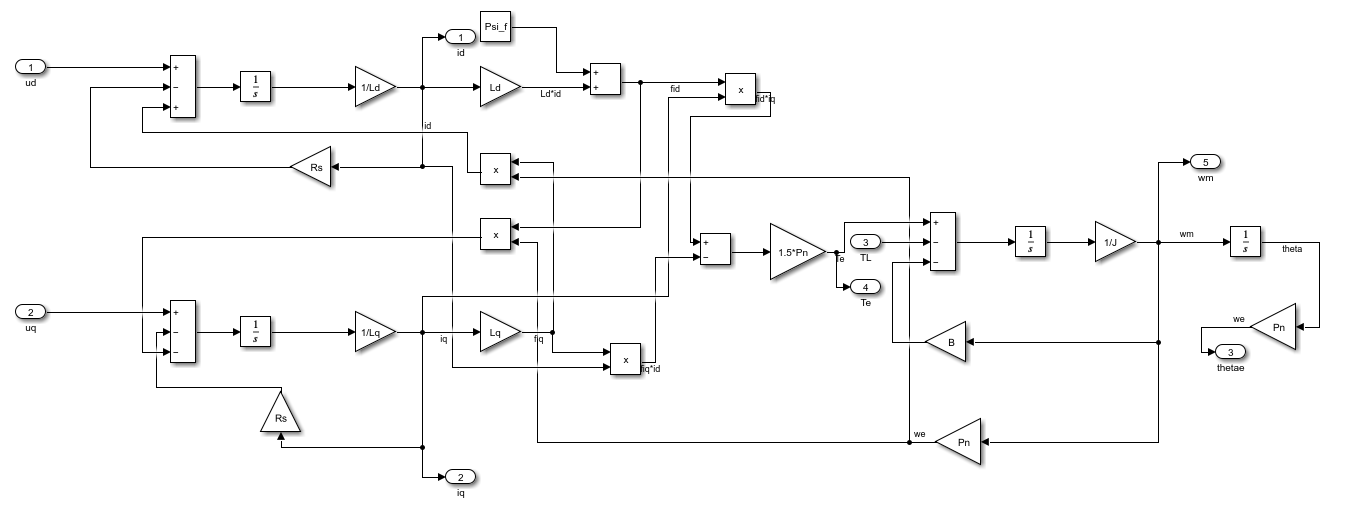 Psi_f
1
id
1
ud
+
−
+
1
s
1/Ld
Ld
Ld*id
+
+
fid
x
fid*iq
id
Rs
x
x
5
wm
+
−
1.5*Pn
Te
3
TL
4
Te
+
−
−
1
s
1/J
wm
1
s
theta
2
uq
+
−
−
1
s
1/Lq
iq
Lq
fiq
x
fiq*id
B
we
Pn
3
thetae
Rs
we
Pn
2
iq